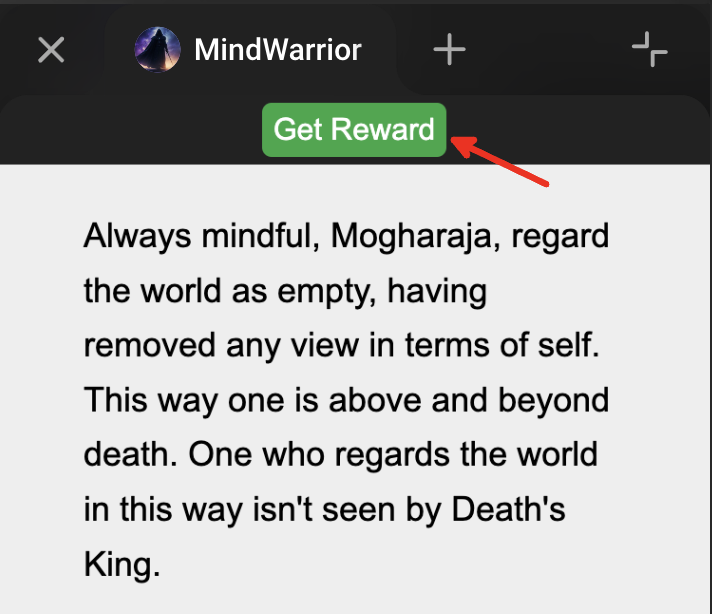 MindWarrior
Get Reward
Always mindful, Mogharaja, regard
the world as empty, having
removed any view in terms of self.
This way one is above and beyond
death. One who regards the world
in this way isn't seen by Death's
King.